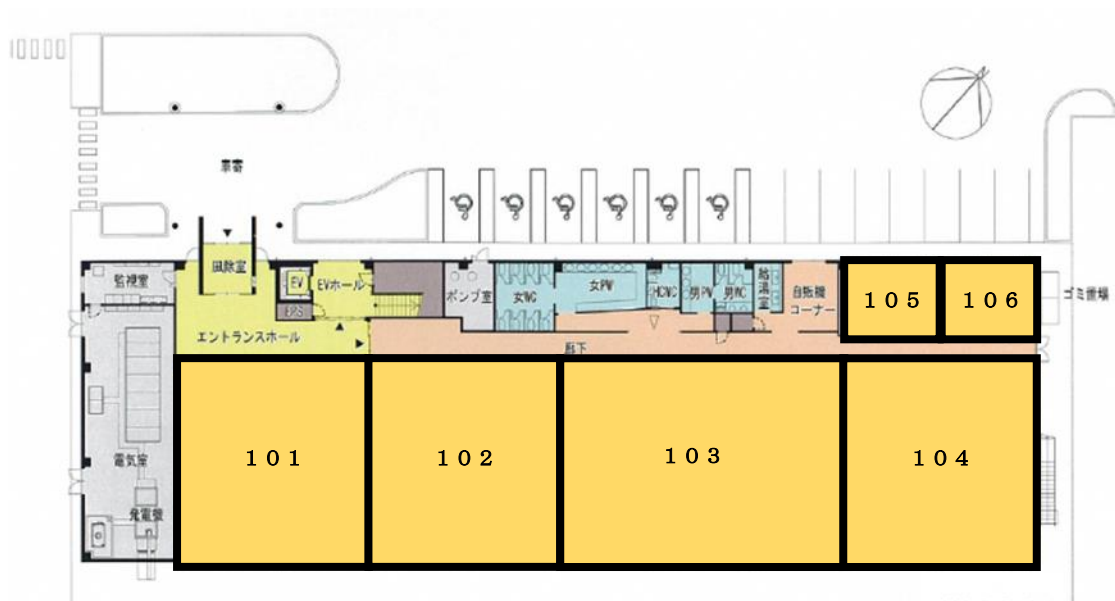 車寄
監視室
風除室
EV
EVホール
EPS
ポンプ室
女WC
女PW
HCWC
男PW
男WC
給湯室
自販機
コーナー
105
106
ゴミ置場
エントランスホール
廊下
101
102
103
104
電気室
発電機